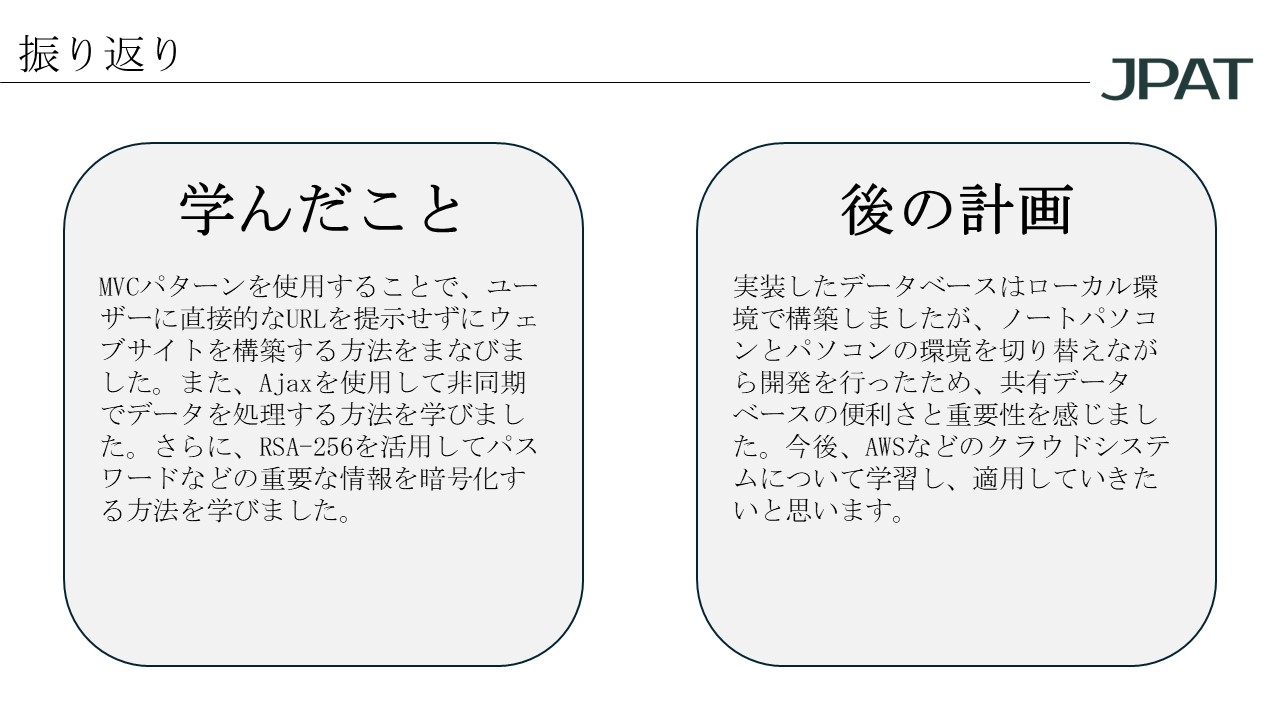 振り返り
JPAT
学んだこと
MVCパターンを使用することで、ユー
ザーに直接的なURLを提示せずにウェ
ブサイトを構築する方法をまなびま
した。また、Ajaxを使用して非同期
でデータを処理する方法を学びまし
た。さらに、RSA-256を活用してパス
ワードなどの重要な情報を暗号化す
る方法を学びました。
後の計画
実装したデータベースはローカル環
境で構築しましたが、ノートパソコ
ンとパソコンの環境を切り替えなが
ら開発を行ったため、共有データ
ベースの便利さと重要性を感じまし
た。今後、AWSなどのクラウドシステ
ムについて学習し、適用していきた
いと思います。